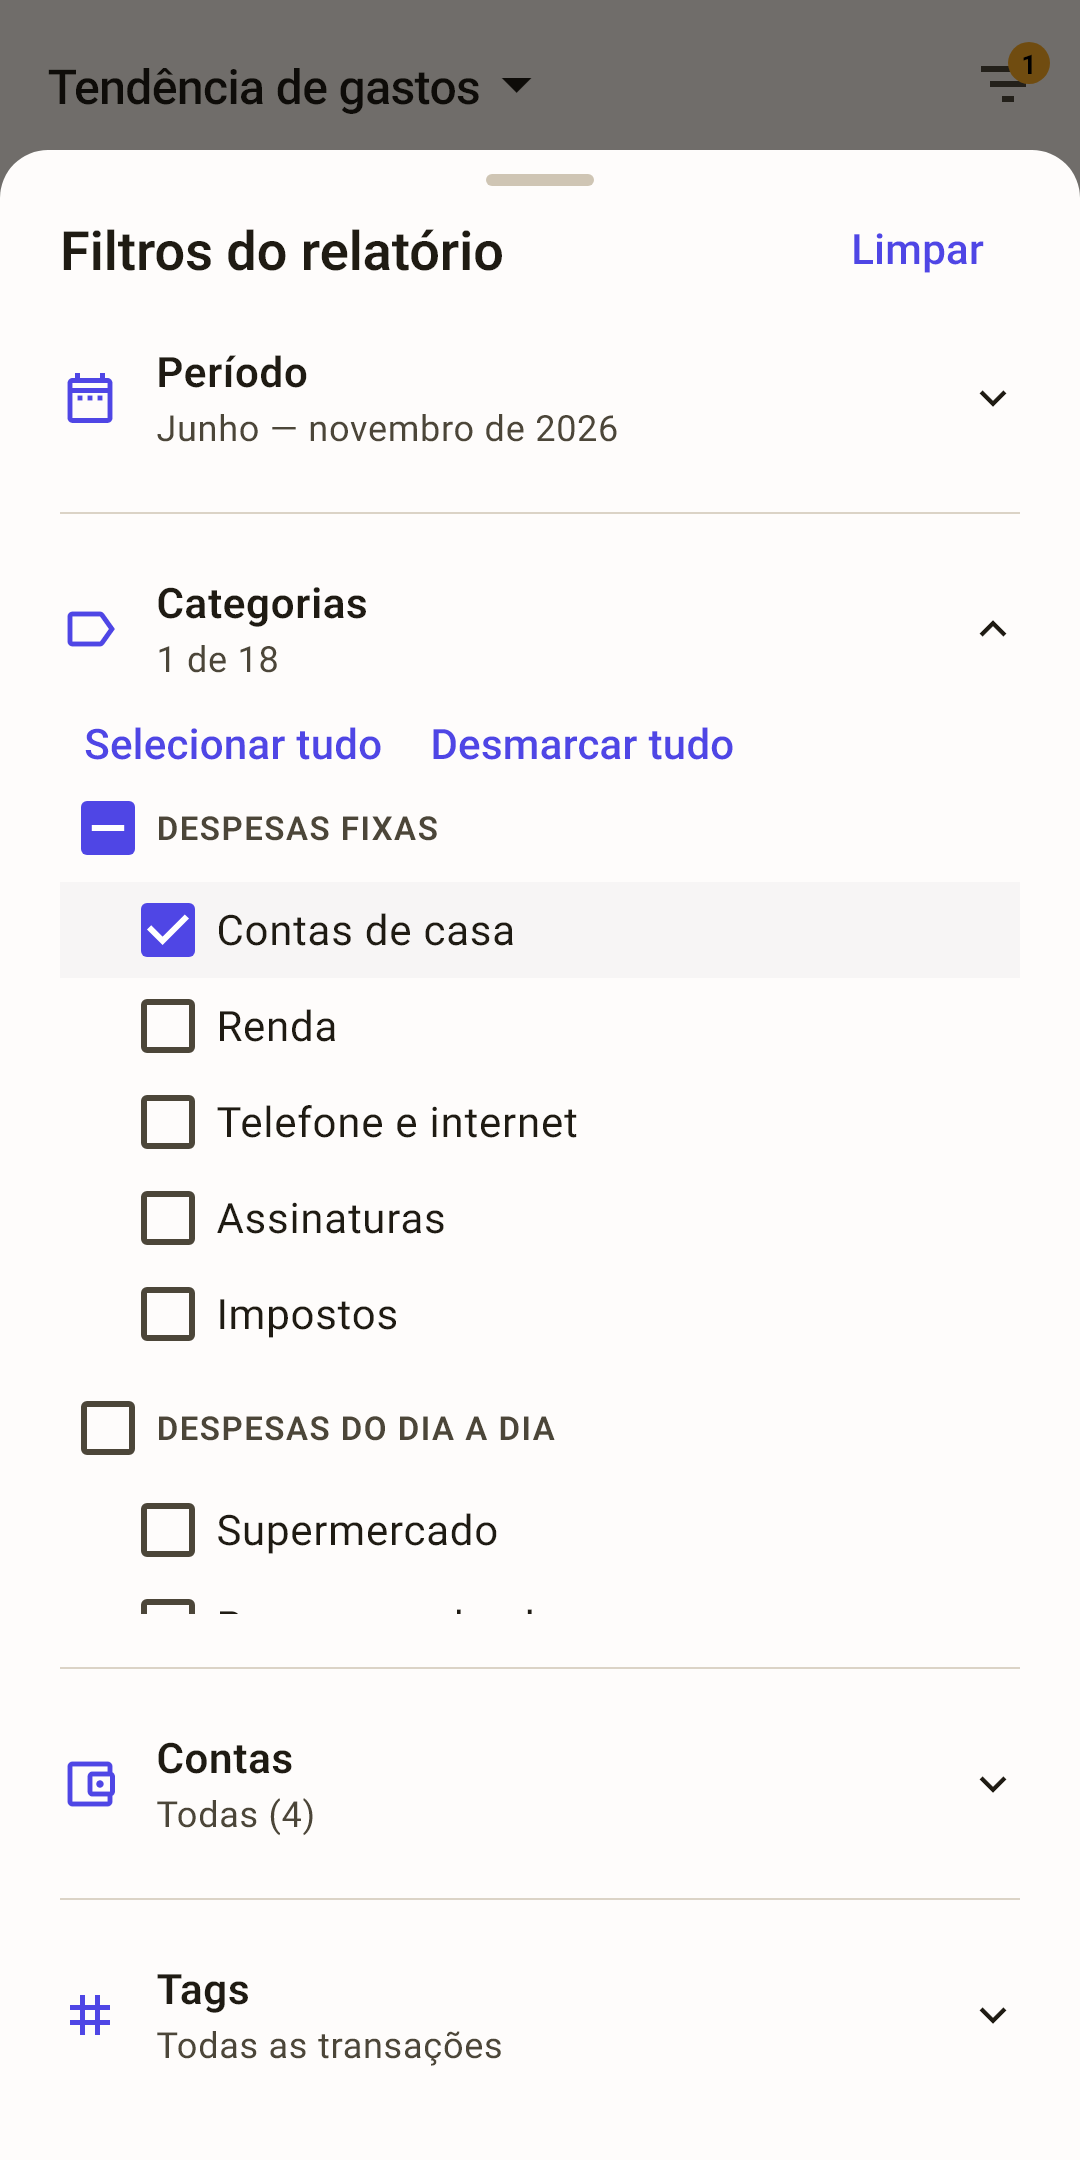 Tendência de gastos
1
Filtros do relatório
Limpar
Período
Junho — novembro de 2026
Categorias
1 de 18
Selecionar tudo
Desmarcar tudo
DESPESAS FIXAS
Contas de casa
Renda
Telefone e internet
Assinaturas
Impostos
DESPESAS DO DIA A DIA
Supermercado
Contas
Todas (4)
Tags
Todas as transações